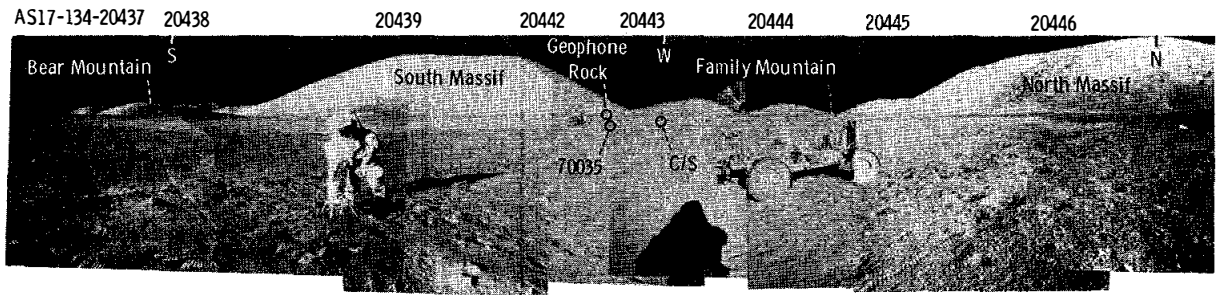 AS17-134-20437 20438 20439 20442 20443 20444 20445 20446
S
Geophone
Rock
W
N
Bear Mountain
South Massif
Family Mountain
North Massif
70035
C/S